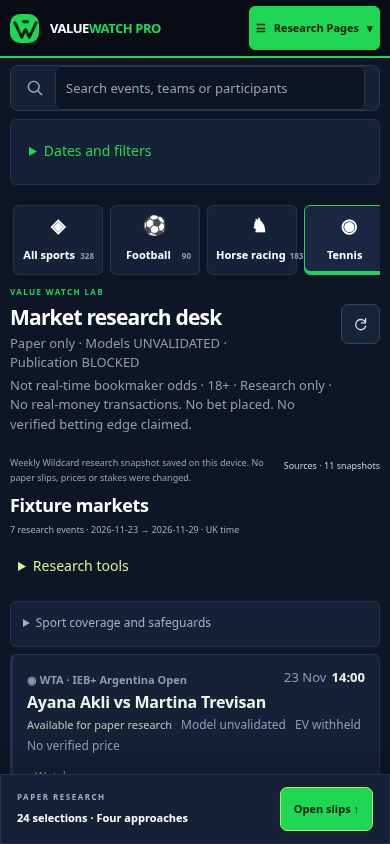 VALUEWATCH PRO
☰ Research Pages ▾
Search events, teams or participants
▶ Dates and filters
All sports 328
Football 90
Horse racing 183
Tennis
VALUE WATCH LAB
Market research desk
Paper only · Models UNVALIDATED ·
Publication BLOCKED
Not real-time bookmaker odds · 18+ · Research only ·
No real-money transactions. No bet placed. No
verified betting edge claimed.
Weekly Wildcard research snapshot saved on this device. No
paper slips, prices or stakes were changed.
Sources · 11 snapshots
Fixture markets
7 research events · 2026-11-23 → 2026-11-29 · UK time
▶ Research tools
▶ Sport coverage and safeguards
◉ WTA · IEB+ Argentina Open
23 Nov 14:00
Ayana Akli vs Martina Trevisan
Available for paper research Model unvalidated EV withheld
No verified price
PAPER RESEARCH
24 selections · Four approaches
Open slips ↑